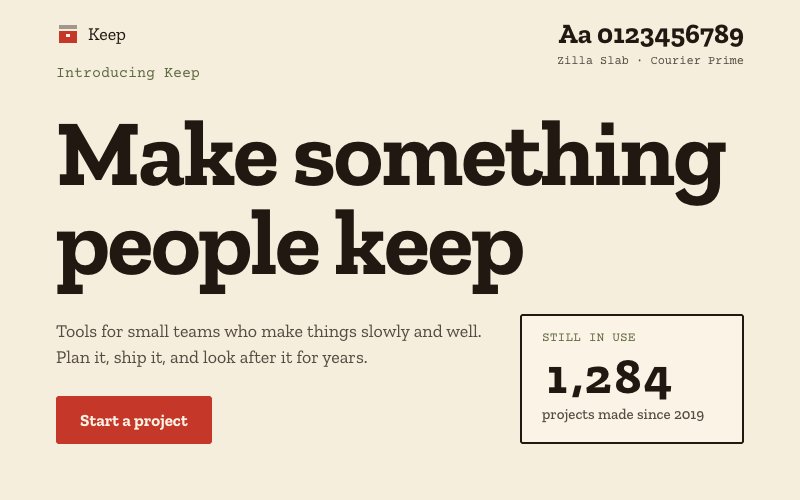 Keep
Aa 0123456789
Zilla Slab · Courier Prime
Introducing Keep
Make something
people keep
Tools for small teams who make things slowly and well.
Plan it, ship it, and look after it for years.
Start a project
STILL IN USE
1,284
projects made since 2019